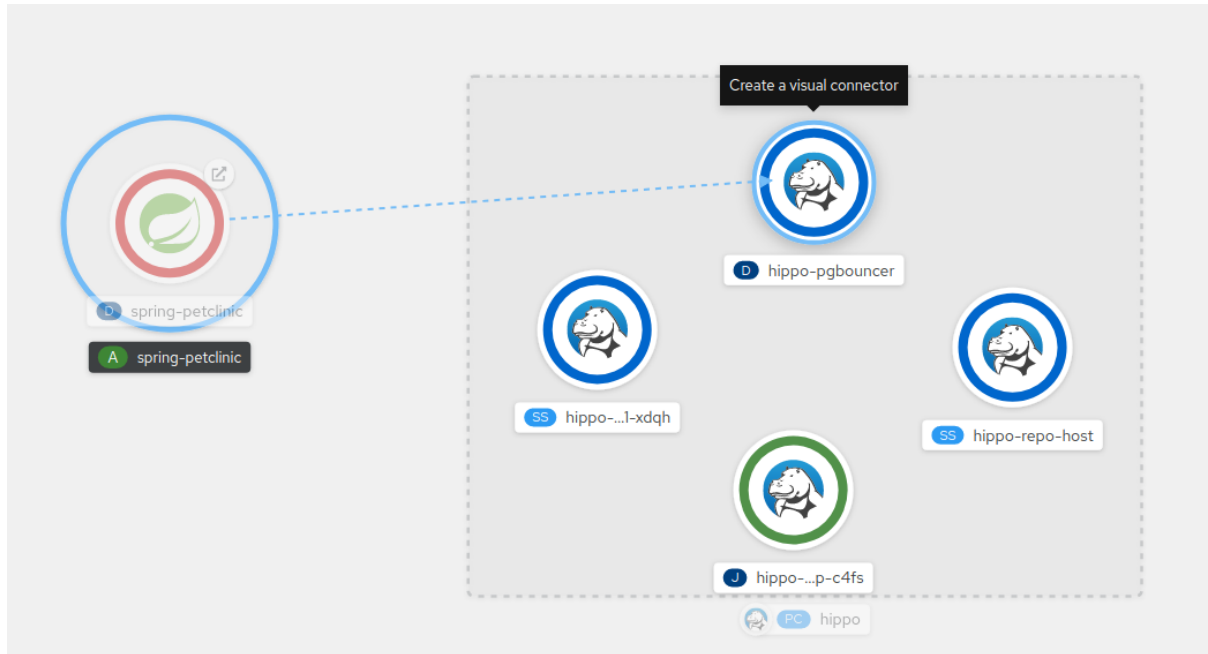 Create a visual connector
D hippo-pgbouncer
D spring-petclinic
A spring-petclinic
SS hippo-...1-xdqh
SS hippo-repo-host
J hippo-...p-c4fs
PC hippo